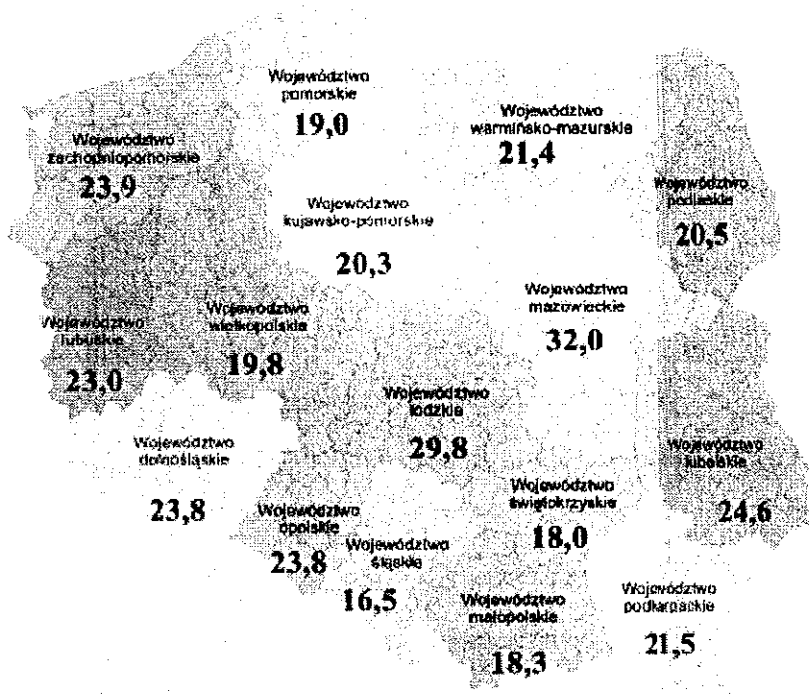 Województwo
pomorskie
19,0
Województwo
warmińsko-mazurskie
21,4
Województwo
zachodniopomorskie
23,9
Województwo
podlaskie
20,5
Województwo
kujawsko-pomorskie
20,3
Województwo
mazowieckie
32,0
Województwo
wielkopolskie
19,8
Województwo
lubuskie
23,0
Województwo
łódzkie
29,8
Województwo
dolnośląskie
23,8
Województwo
lubelskie
24,6
Województwo
świętokrzyskie
18,0
Województwo
opolskie
23,8
Województwo
śląskie
16,5
Województwo
małopolskie
18,3
Województwo
podkarpackie
21,5